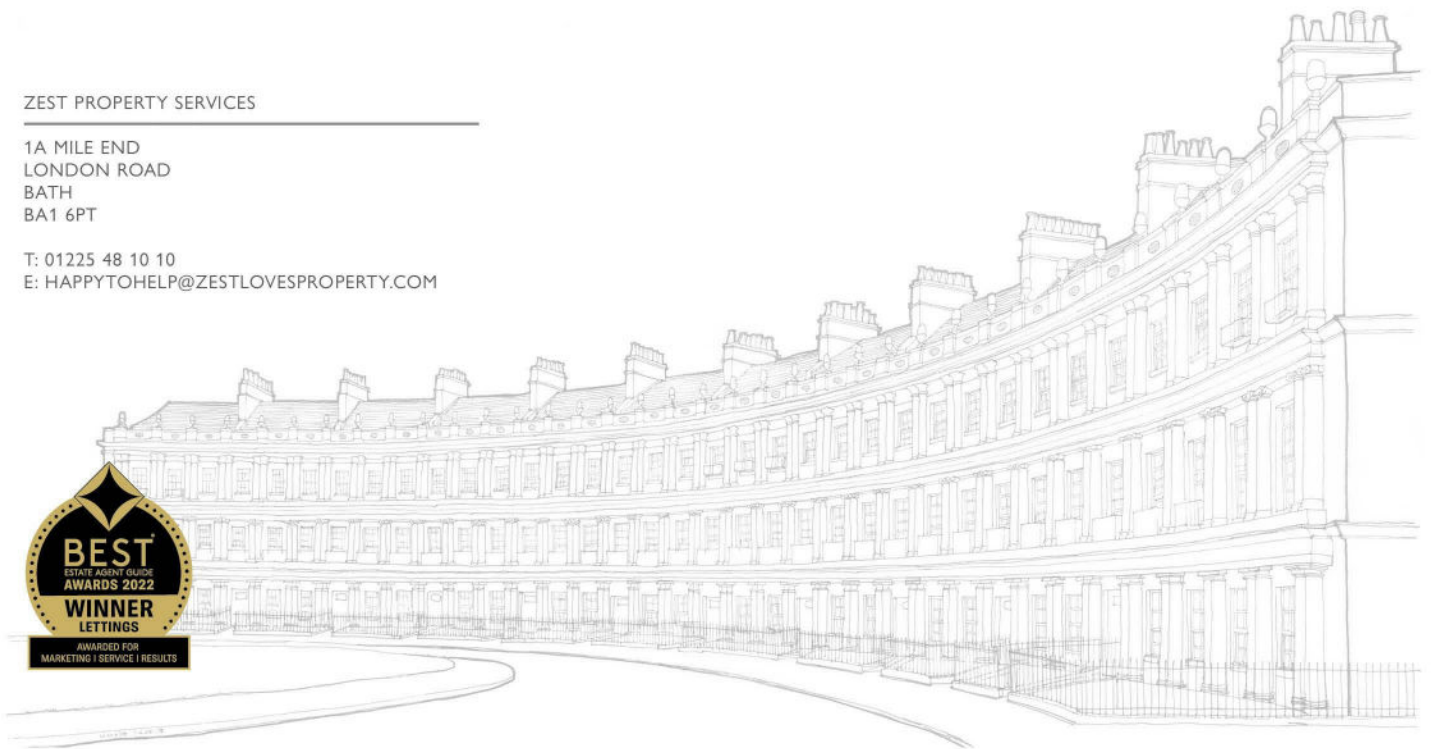 ZEST PROPERTY SERVICES
1A MILE END
LONDON ROAD
BATH
BA1 6PT
T: 01225 48 10 10
E: HAPPYTOHELP@ZESTLOVESPROPERTY.COM
BEST
ESTATE AGENT GUIDE
AWARDS 2022
WINNER
LETTINGS
AWARDED FOR
MARKETING | SERVICE | RESULTS